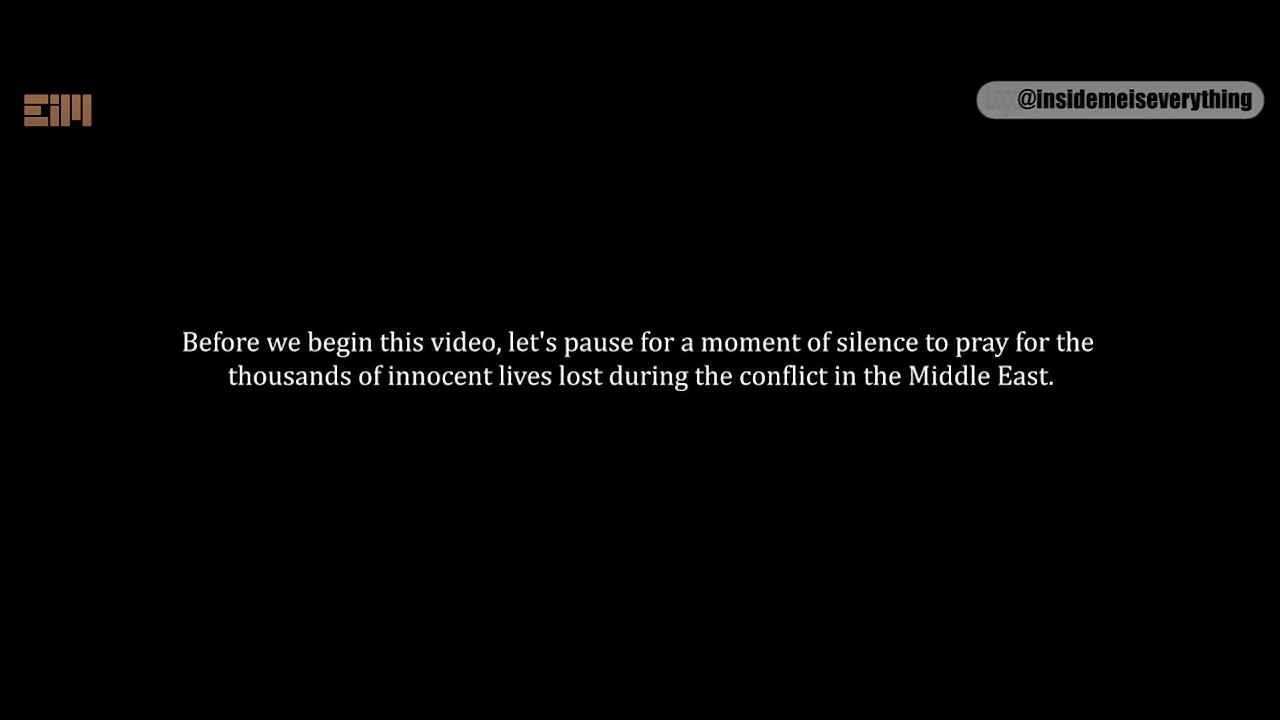 EiM
@insidemeiseverything
Before we begin this video, let's pause for a moment of silence to pray for the
thousands of innocent lives lost during the conflict in the Middle East.